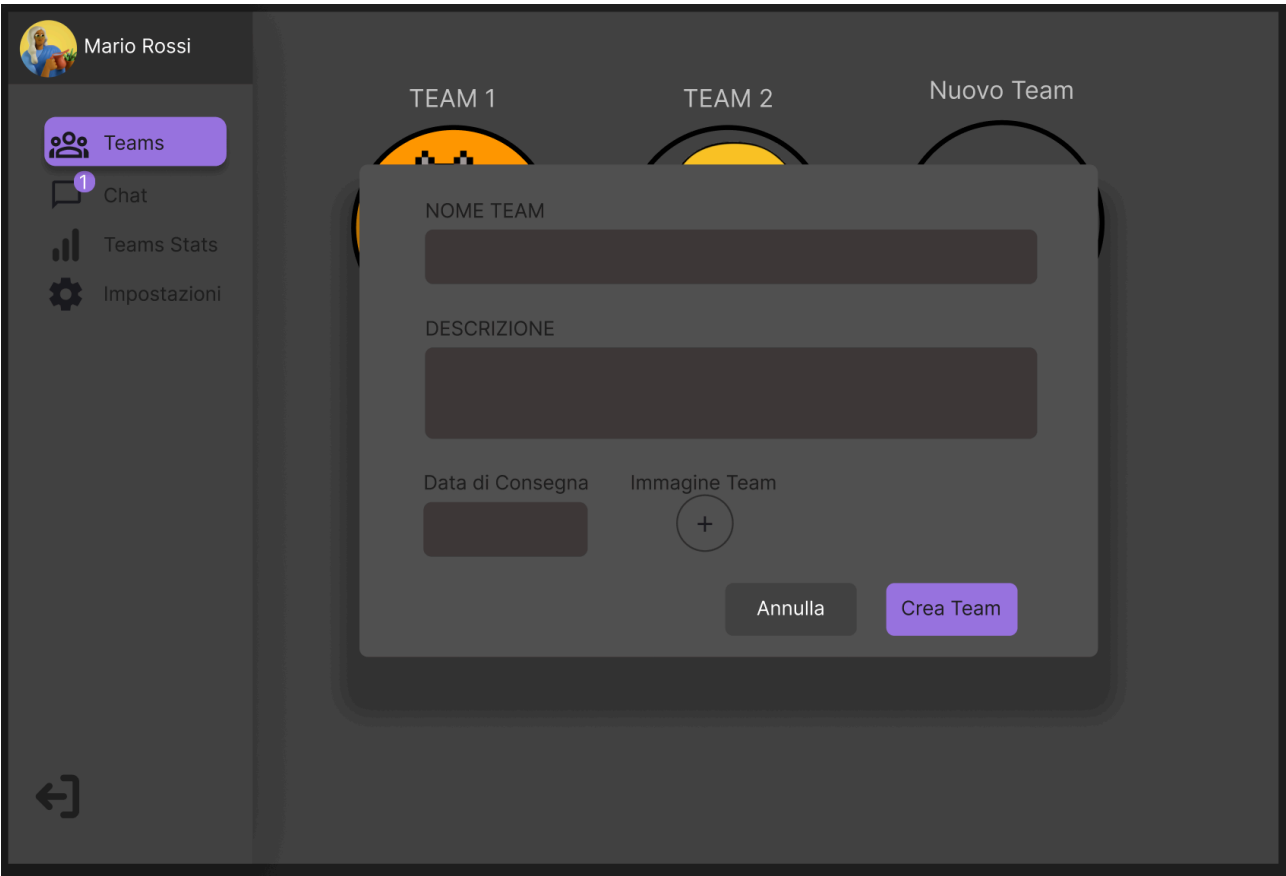 Mario Rossi
Teams
1
Chat
Teams Stats
Impostazioni
TEAM 1
TEAM 2
Nuovo Team
NOME TEAM
DESCRIZIONE
Data di Consegna
Immagine Team
+
Annulla
Crea Team